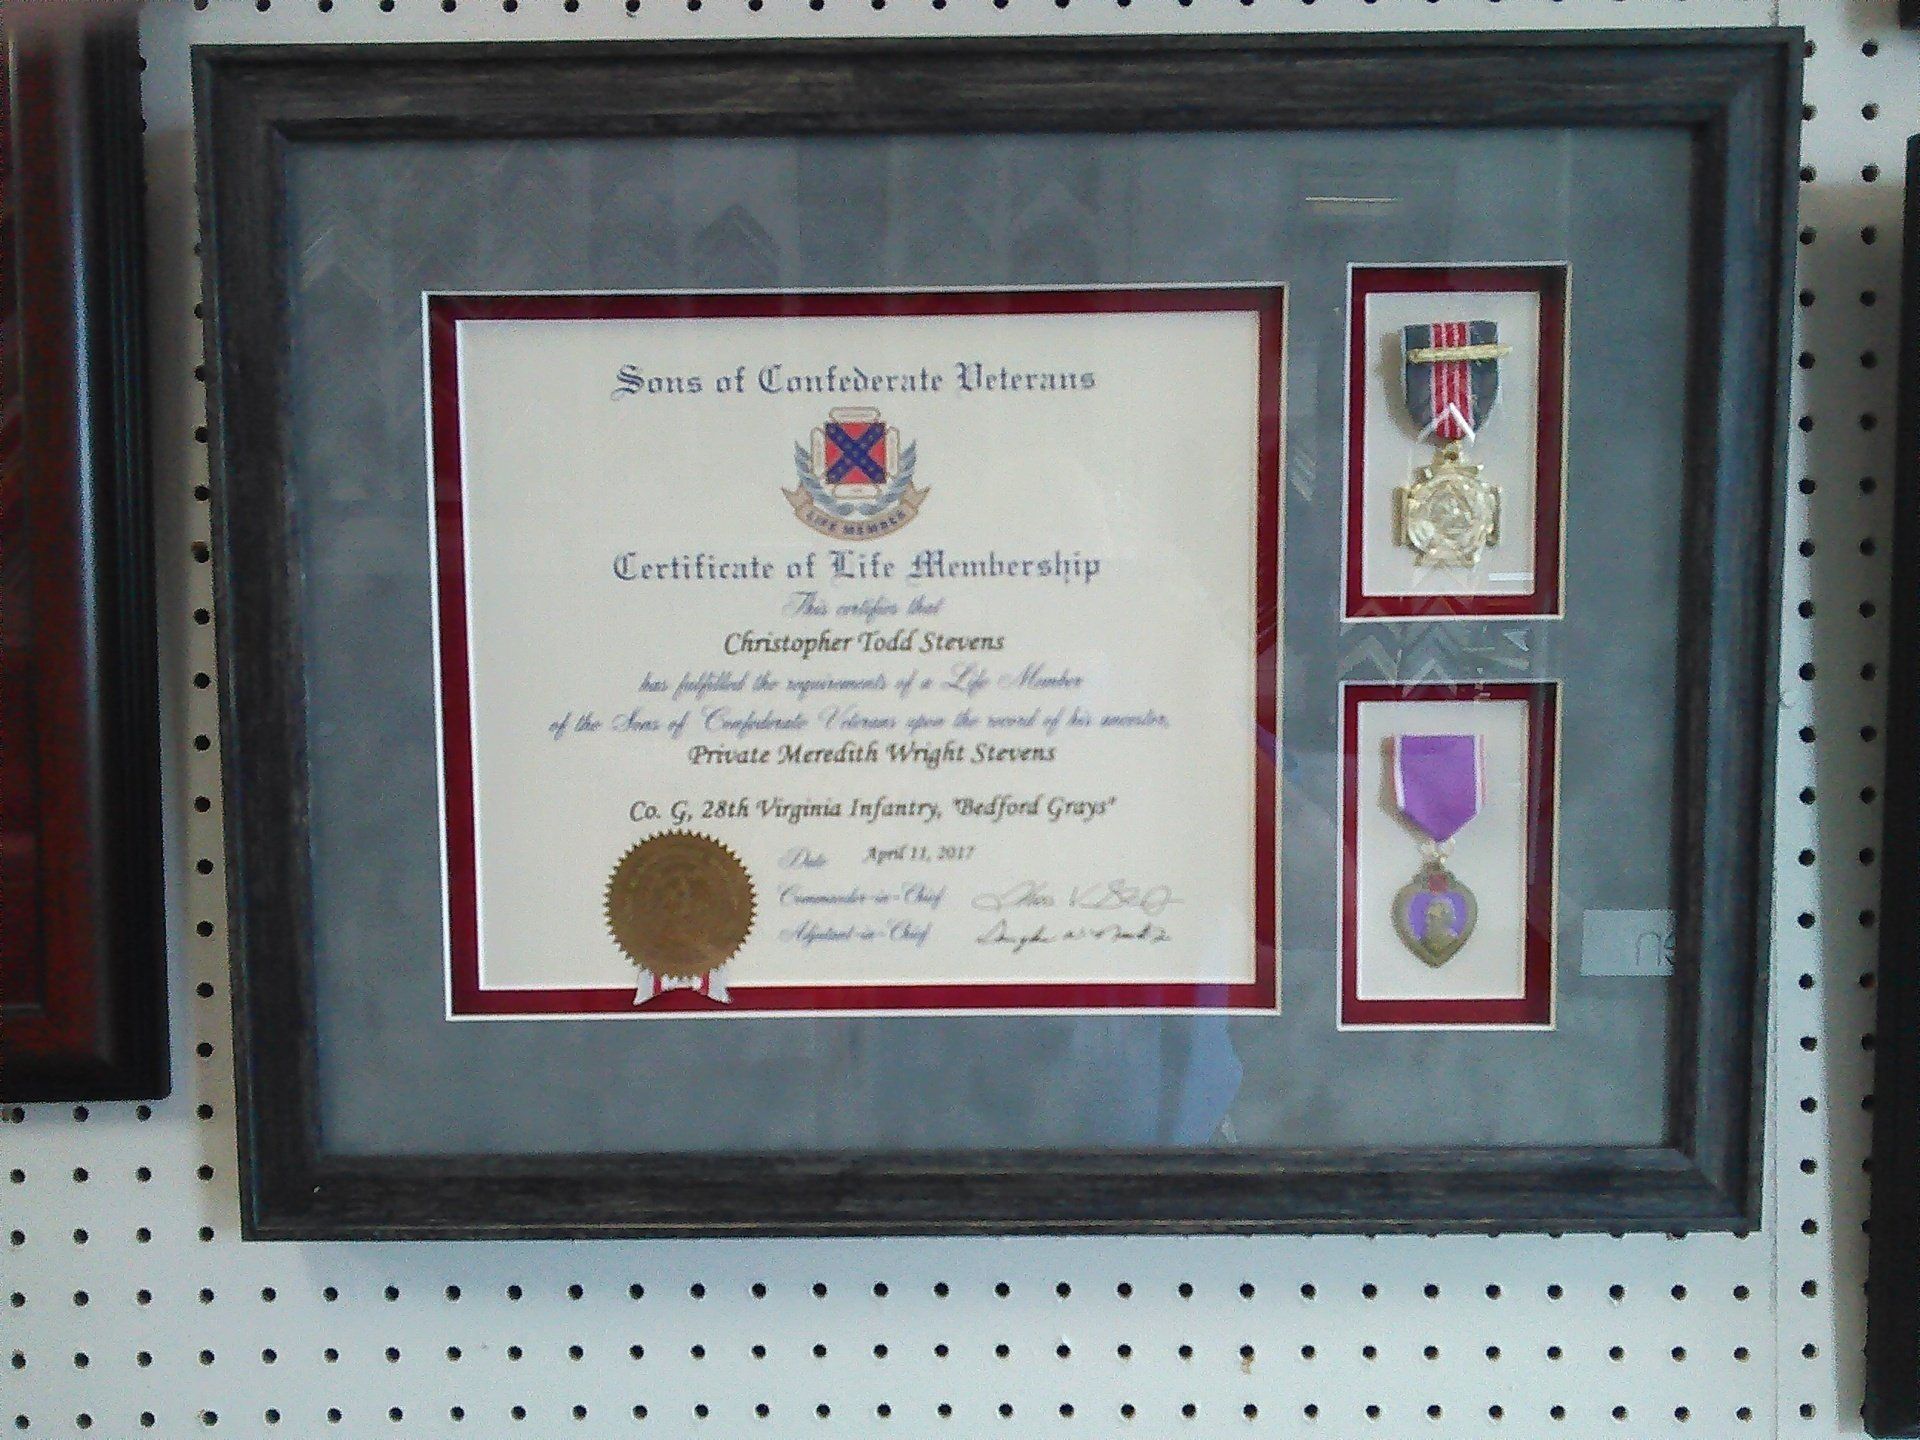 Sons of Confederate Veterans
LIFE MEMBER
Certificate of Life Membership
This certifies that
Christopher Todd Stevens
has fulfilled the requirements of a Life Member
of the Sons of Confederate Veterans upon the record of his ancestor,
Private Meredith Wright Stevens
Co. G, 28th Virginia Infantry, "Bedford Grays"
Date April 11, 2017
Commander-in-Chief
Adjutant-in-Chief